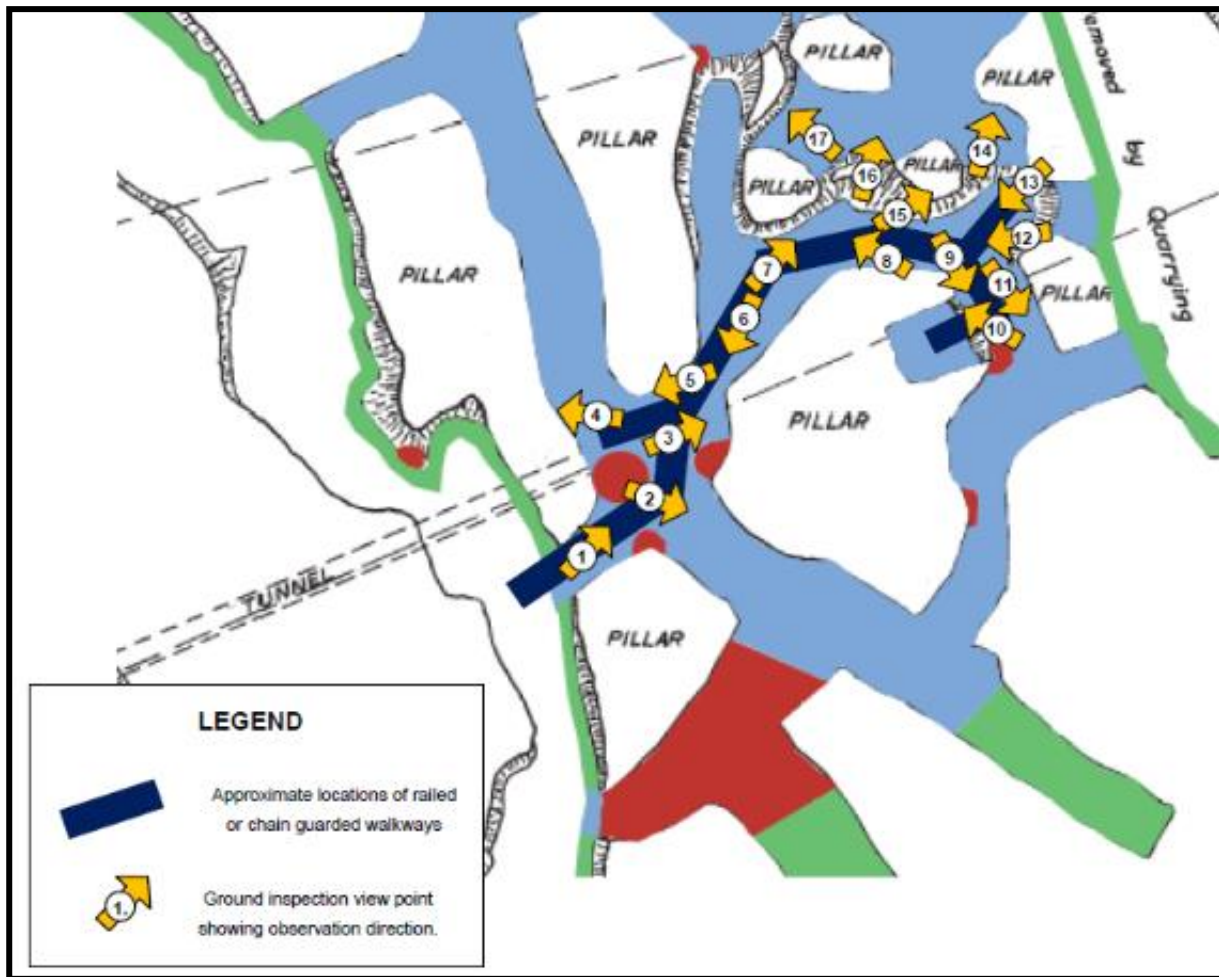 PILLAR
PILLAR
PILLAR
removed
by
Quarrying
17
14
16
PILLAR
13
PILLAR
15
12
PILLAR
9
8
7
11
PILLAR
6
10
5
4
PILLAR
3
2
1
TUNNEL
PILLAR
LEGEND
Approximate locations of railed
or chain guarded walkways
1.
Ground inspection view point
showing observation direction.